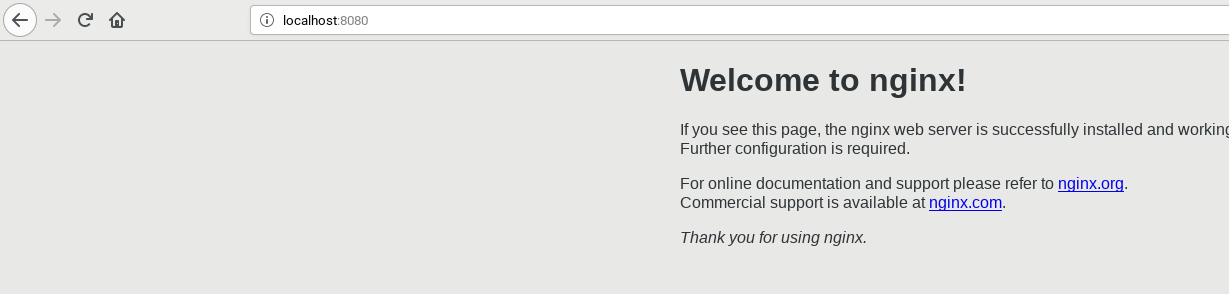 localhost:8080
Welcome to nginx!
If you see this page, the nginx web server is successfully installed and working
Further configuration is required.
For online documentation and support please refer to nginx.org.
Commercial support is available at nginx.com.
Thank you for using nginx.